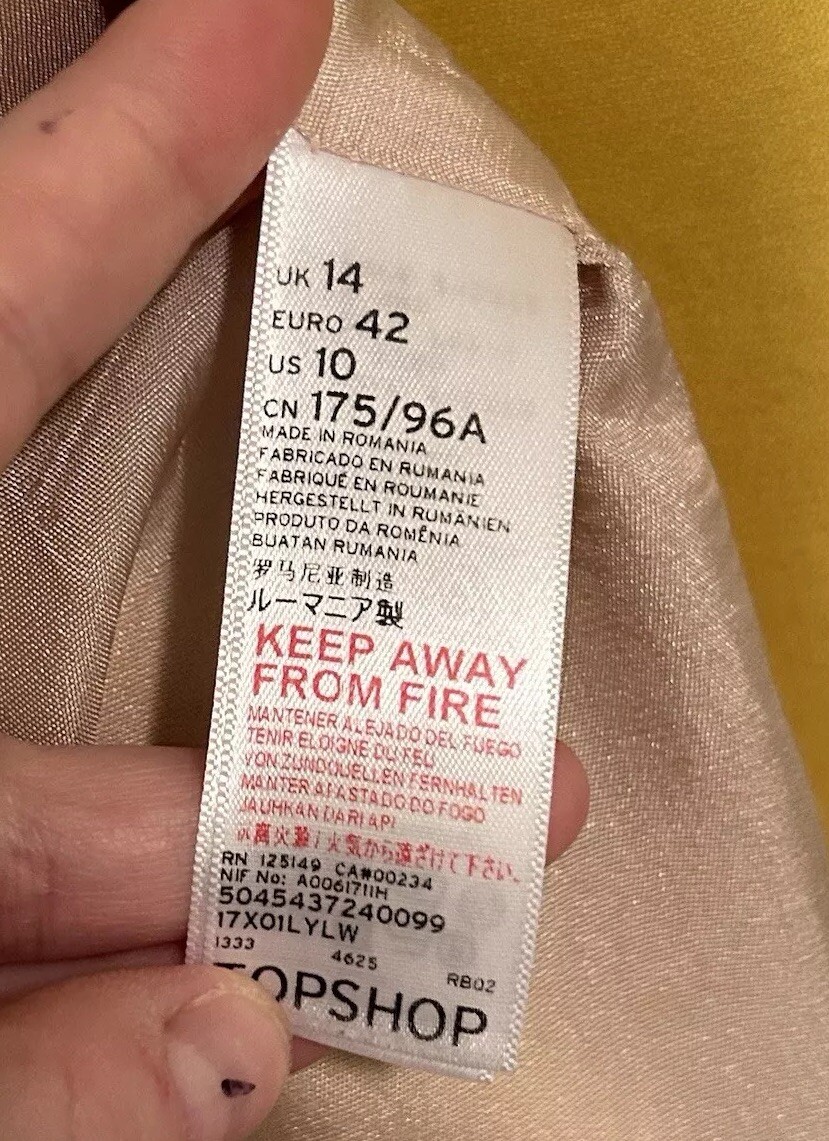 UK 14
EURO 42
US 10
CN 175/96A
MADE IN ROMANIA
FABRICADO EN RUMANIA
FABRIQUÉ EN ROUMANIE
HERGESTELLT IN RUMÄNIEN
PRODUTO DA ROMÊNIA
BUATAN RUMANIA
罗马尼亚制造
ルーマニア製
KEEP AWAY
FROM FIRE
MANTENER ALEJADO DEL FUEGO
TENIR ELOIGNE DU FEU
VON ZUNDQUELLEN FERNHALTEN
MANTER AFASTADO DO FOGO
JAUHKAN DARI API
火気から遠ざけて下さい。
RN 125149 CA#00234
NIF No: A0061711H
5045437240099
17X01LYLW
1333
4625
RB02
TOPSHOP